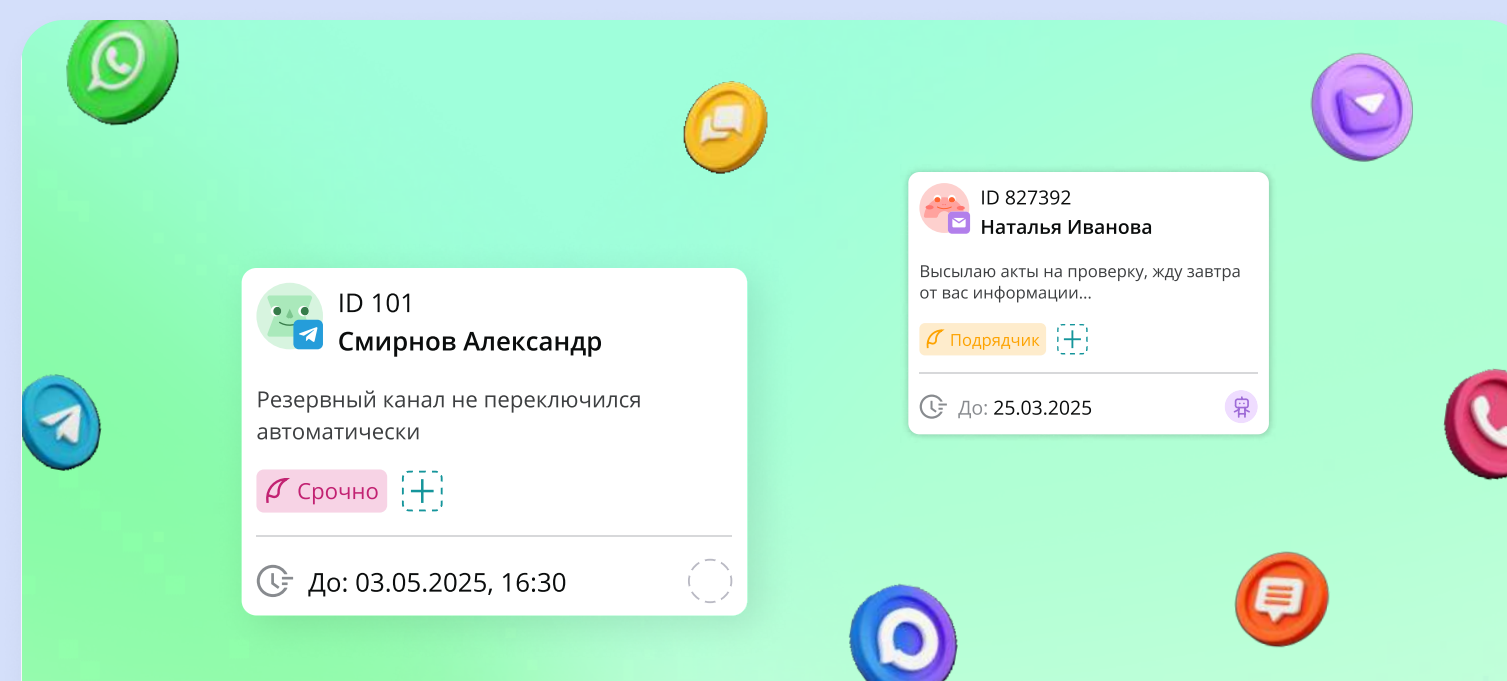 ID 101
Смирнов Александр
Резервный канал не переключился
автоматически
Срочно
До: 03.05.2025, 16:30
ID 827392
Наталья Иванова
Высылаю акты на проверку, жду завтра
от вас информации...
Подрядчик
До: 25.03.2025